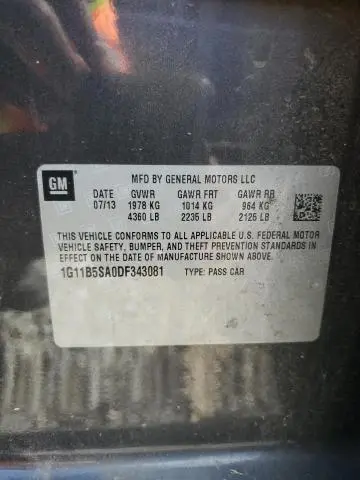 GM
MFD BY GENERAL MOTORS LLC
DATE GVWR GAWR FRT GAWR RR
07/13 1978 KG 1014 KG 964 KG
4360 LB 2235 LB 2125 LB
THIS VEHICLE CONFORMS TO ALL APPLICABLE U.S. FEDERAL MOTOR
VEHICLE SAFETY, BUMPER, AND THEFT PREVENTION STANDARDS IN
EFFECT ON THE DATE OF MANUFACTURE SHOWN ABOVE.
1G11B5SA0DF343081 TYPE: PASS CAR